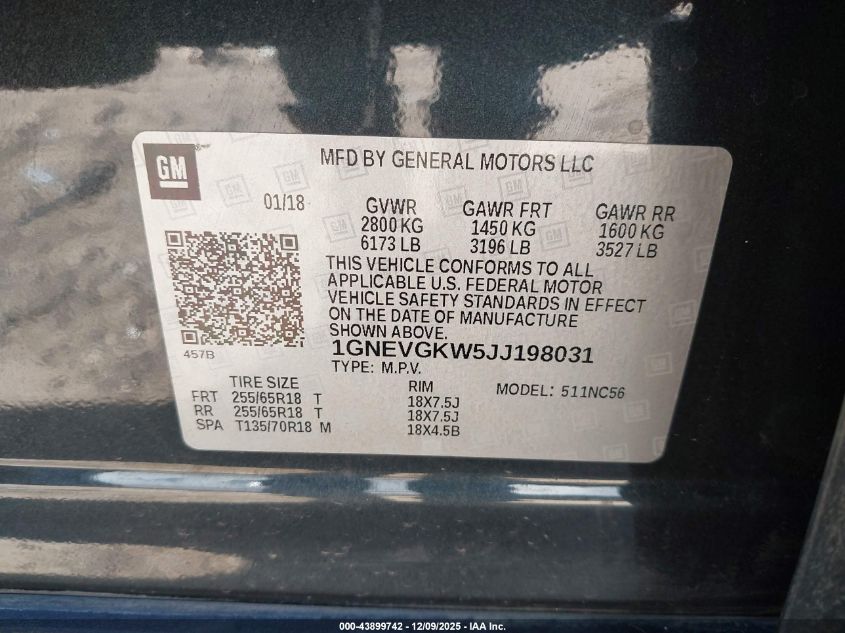 GM
MFD BY GENERAL MOTORS LLC
01/18
GVWR GAWR FRT GAWR RR
2800 KG 1450 KG 1600 KG
6173 LB 3196 LB 3527 LB
THIS VEHICLE CONFORMS TO ALL
APPLICABLE U.S. FEDERAL MOTOR
VEHICLE SAFETY STANDARDS IN EFFECT
ON THE DATE OF MANUFACTURE
SHOWN ABOVE.
457B
1GNEVGKW5JJ198031
TYPE: M.P.V.
TIRE SIZE RIM MODEL: 511NC56
FRT 255/65R18 T 18X7.5J
RR 255/65R18 T 18X7.5J
SPA T135/70R18 M 18X4.5B
000-43899742 - 12/09/2025 - IAA Inc.